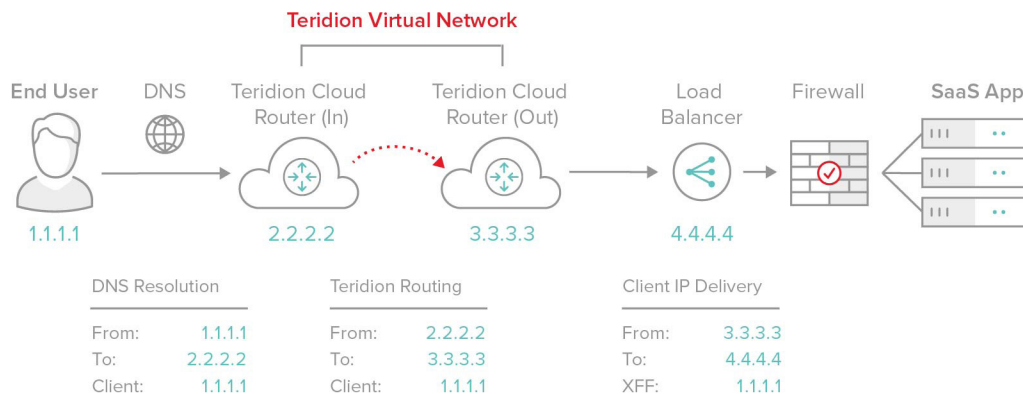 Teridion Virtual Network
End User
DNS
Teridion Cloud
Router (In)
Teridion Cloud
Router (Out)
Load
Balancer
Firewall
SaaS App
1.1.1.1
2.2.2.2
3.3.3.3
4.4.4.4
DNS Resolution
From: 1.1.1.1
To: 2.2.2.2
Client: 1.1.1.1
Teridion Routing
From: 2.2.2.2
To: 3.3.3.3
Client: 1.1.1.1
Client IP Delivery
From: 3.3.3.3
To: 4.4.4.4
XFF: 1.1.1.1